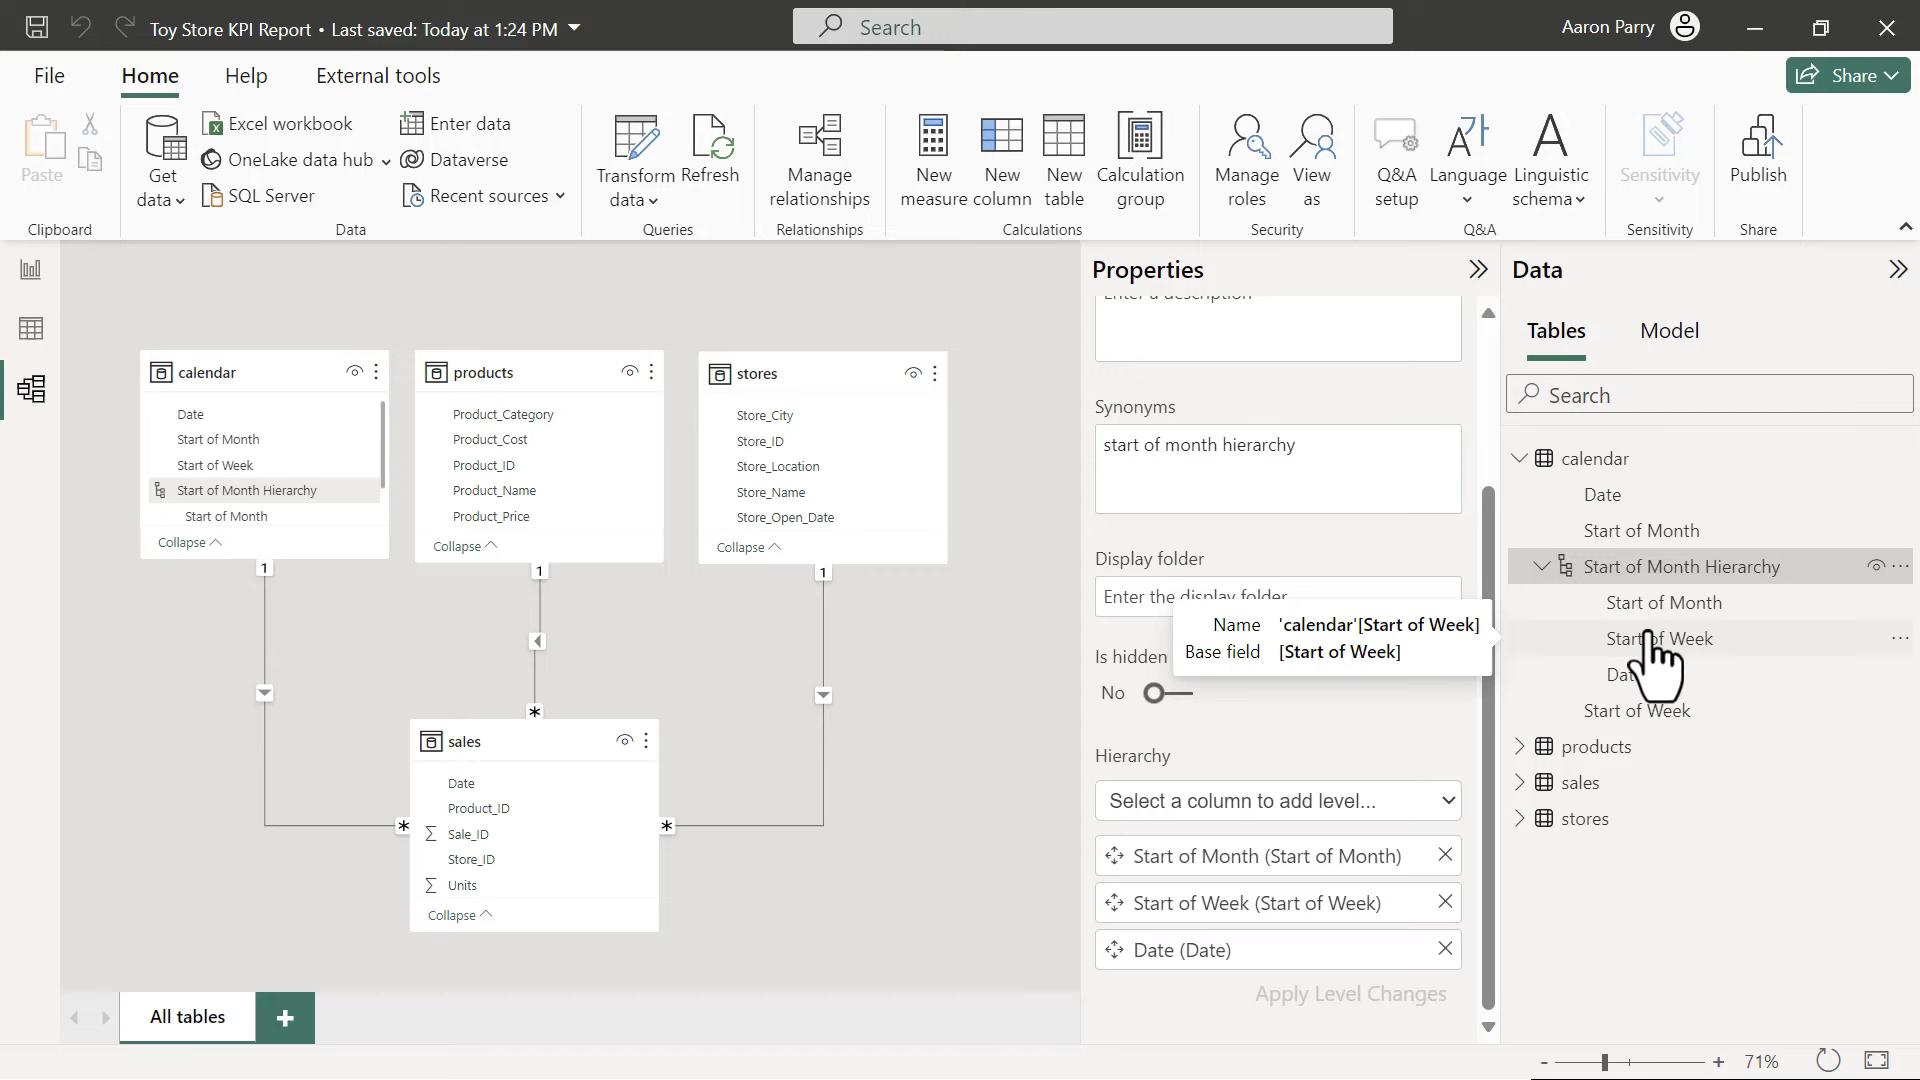 Toy Store KPI Report • Last saved: Today at 1:24 PM
Search
Aaron Parry
File
Home
Help
External tools
Share
Paste
Clipboard
Get data
Excel workbook
OneLake data hub
SQL Server
Enter data
Dataverse
Recent sources
Data
Transform data
Refresh
Queries
Manage relationships
Relationships
New measure
New column
New table
Calculation group
Calculations
Manage roles
View as
Security
Q&A setup
Language
Linguistic schema
Q&A
Sensitivity
Sensitivity
Publish
Share
calendar
Date
Start of Month
Start of Week
Start of Month Hierarchy
Start of Month
Collapse
1
products
Product_Category
Product_Cost
Product_ID
Product_Name
Product_Price
Collapse
1
stores
Store_City
Store_ID
Store_Location
Store_Name
Store_Open_Date
Collapse
1
*
sales
Date
Product_ID
Σ Sale_ID
Store_ID
Σ Units
Collapse
*
*
All tables
+
Properties
Enter a description
Synonyms
start of month hierarchy
Display folder
Enter the display folder
Name 'calendar'[Start of Week]
Base field [Start of Week]
Is hidden
No
Hierarchy
Select a column to add level...
Start of Month (Start of Month)
Start of Week (Start of Week)
Date (Date)
Apply Level Changes
Data
Tables
Model
Search
calendar
Date
Start of Month
Start of Month Hierarchy
Start of Month
Start of Week
Start of Week
products
sales
stores
- + 71%